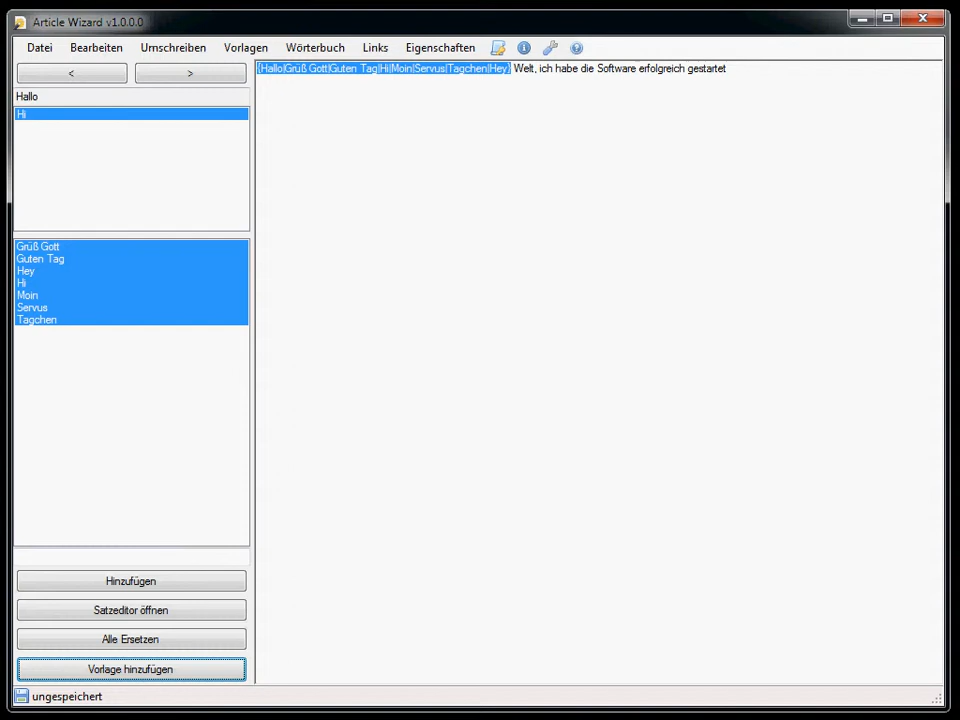 Article Wizard v1.0.0.0
Datei Bearbeiten Umschreiben Vorlagen Wörterbuch Links Eigenschaften
< >
Hallo
Hi
{Hallo|Grüß Gott|Guten Tag|Hi|Moin|Servus|Tagchen|Hey} Welt, ich habe die Software erfolgreich gestartet
Grüß Gott
Guten Tag
Hey
Hi
Moin
Servus
Tagchen
Hinzufügen
Satzeditor öffnen
Alle Ersetzen
Vorlage hinzufügen
ungespeichert